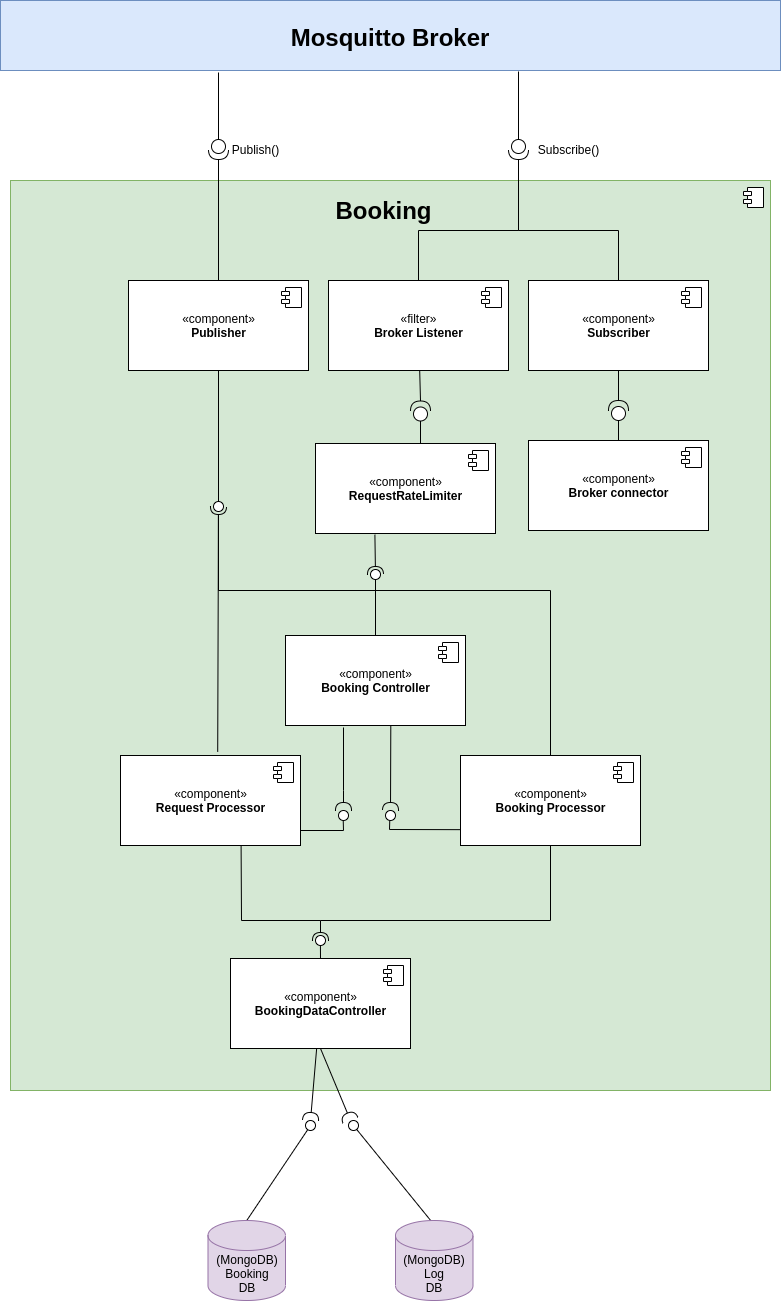 Mosquitto Broker
Publish()
Subscribe()
Booking
«component»
Publisher
«filter»
Broker Listener
«component»
Subscriber
«component»
RequestRateLimiter
«component»
Broker connector
«component»
Booking Controller
«component»
Request Processor
«component»
Booking Processor
«component»
BookingDataController
(MongoDB)
Booking
DB
(MongoDB)
Log
DB